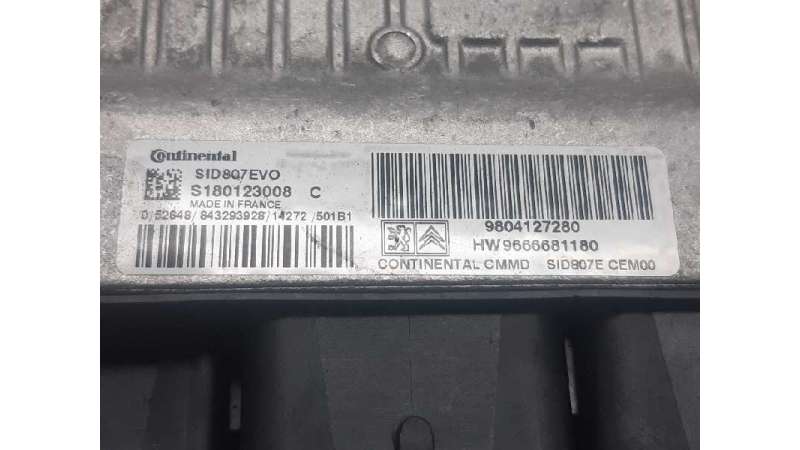 Continental
SID807EVO
S180123008 C
MADE IN FRANCE
D/52648/843293928/14272/501B1
9804127280
HW9666681180
CONTINENTAL CMMD SID807E CEM00